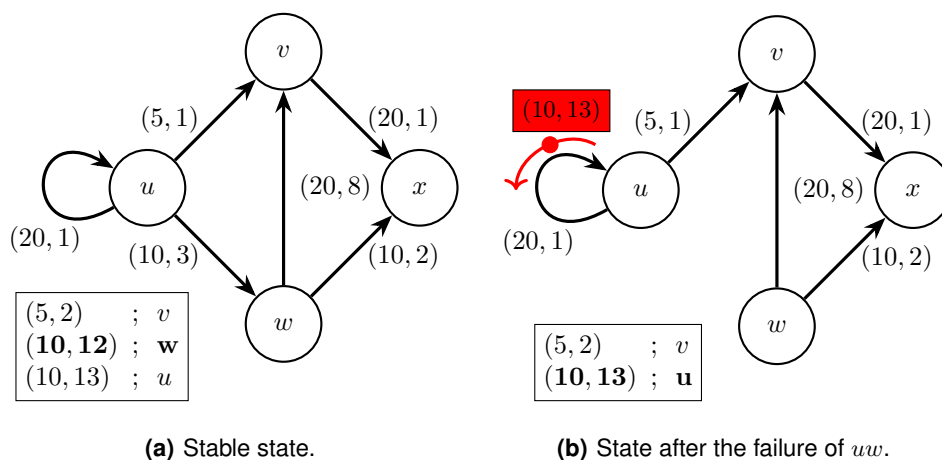 v
(5, 1)
(20, 1)
u
x
(20, 8)
(20, 1)
(10, 3)
(10, 2)
w
(5, 2) ; v
(10, 12) ; w
(10, 13) ; u
(a) Stable state.
v
(10, 13)
(5, 1)
(20, 1)
u
x
(20, 8)
(20, 1)
(10, 2)
w
(5, 2) ; v
(10, 13) ; u
(b) State after the failure of uw.